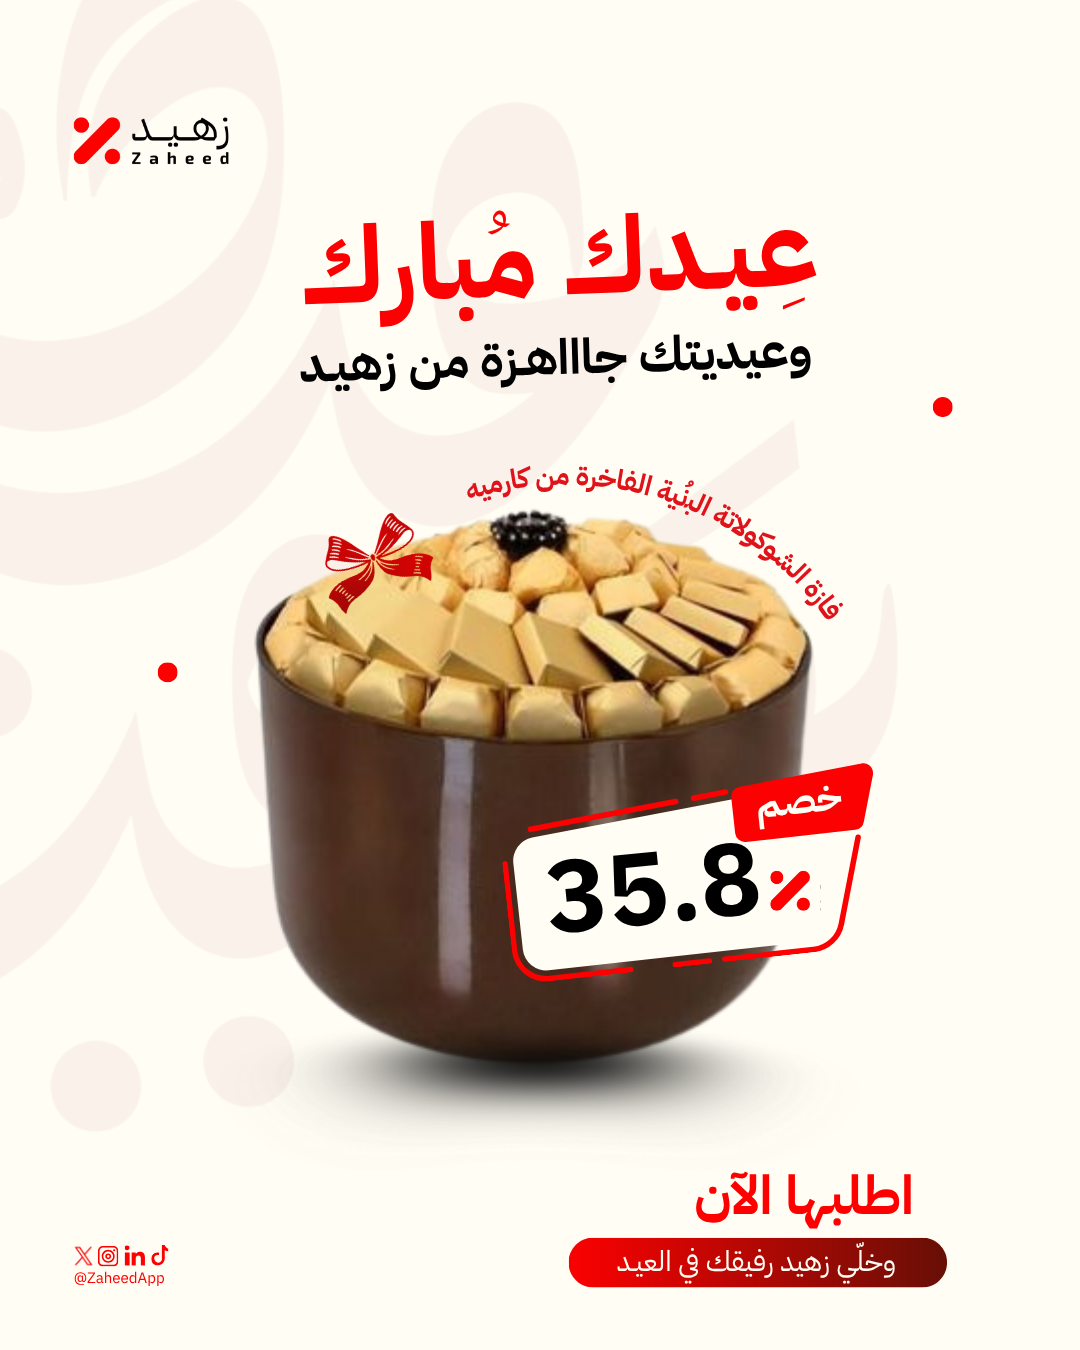 زهيد
Zaheed
عِيدك مُبارك
وعيديتك جاااهزة من زهيد
فازة الشوكولاتة البنُية الفاخرة من كارميه
خصم
35.8٪
اطلبها الآن
وخلّي زهيد رفيقك في العيد
@ZaheedApp